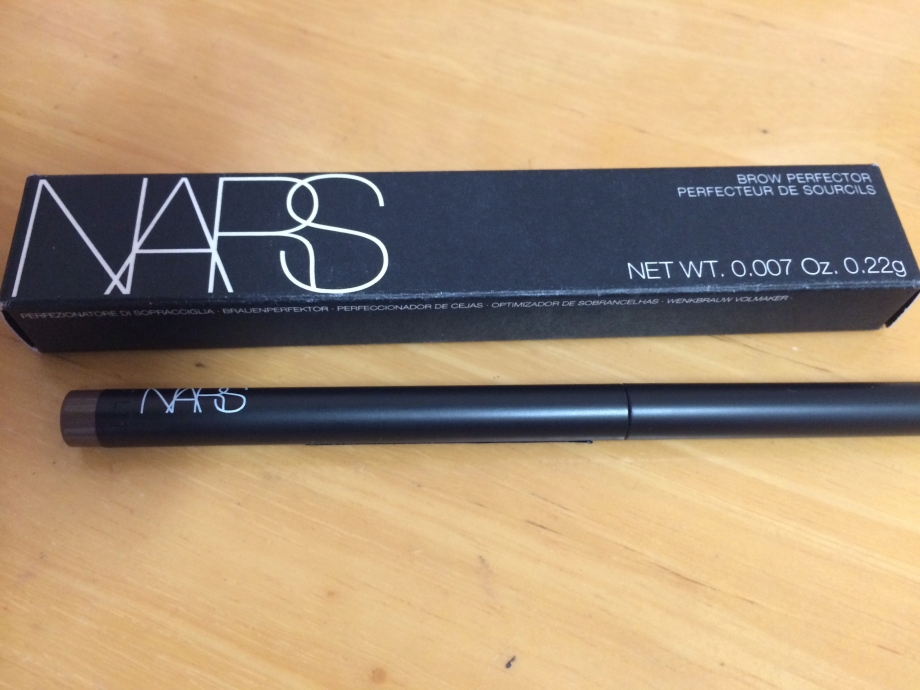 NARS
BROW PERFECTOR
PERFECTEUR DE SOURCILS
NET WT. 0.007 Oz. 0.22g
PERFEZIONATORE DI SOPRACCIGLIA · BRAUENPERFEKTOR · PERFECCIONADOR DE CEJAS · OPTIMIZADOR DE SOBRANCELHAS · WENKBRAUW VOLMAKER ·
NARS